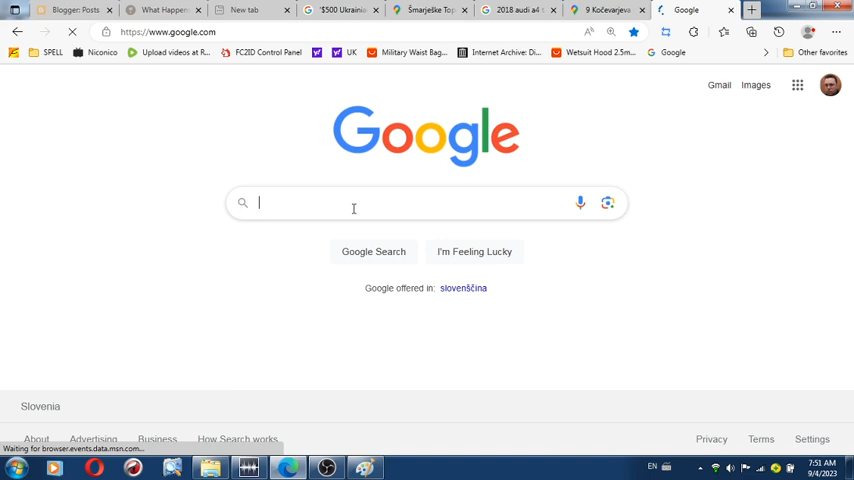 Blogger: Posts
What Happen
New tab
"$500 Ukrainia
Šmarješke Top
2018 audi a4 t
9 Kočevarjeva
Google
https://www.google.com
SPELL
Niconico
Upload videos at R...
FC2ID Control Panel
UK
Military Waist Bag...
Internet Archive: Di...
Wetsuit Hood 2.5m...
Google
Other favorites
Gmail Images
Google
Google Search I'm Feeling Lucky
Google offered in: slovenščina
Slovenia
About Advertising Business How Search works Privacy Terms Settings
Waiting for browser.events.data.msn.com...
EN 7:51 AM
9/4/2023